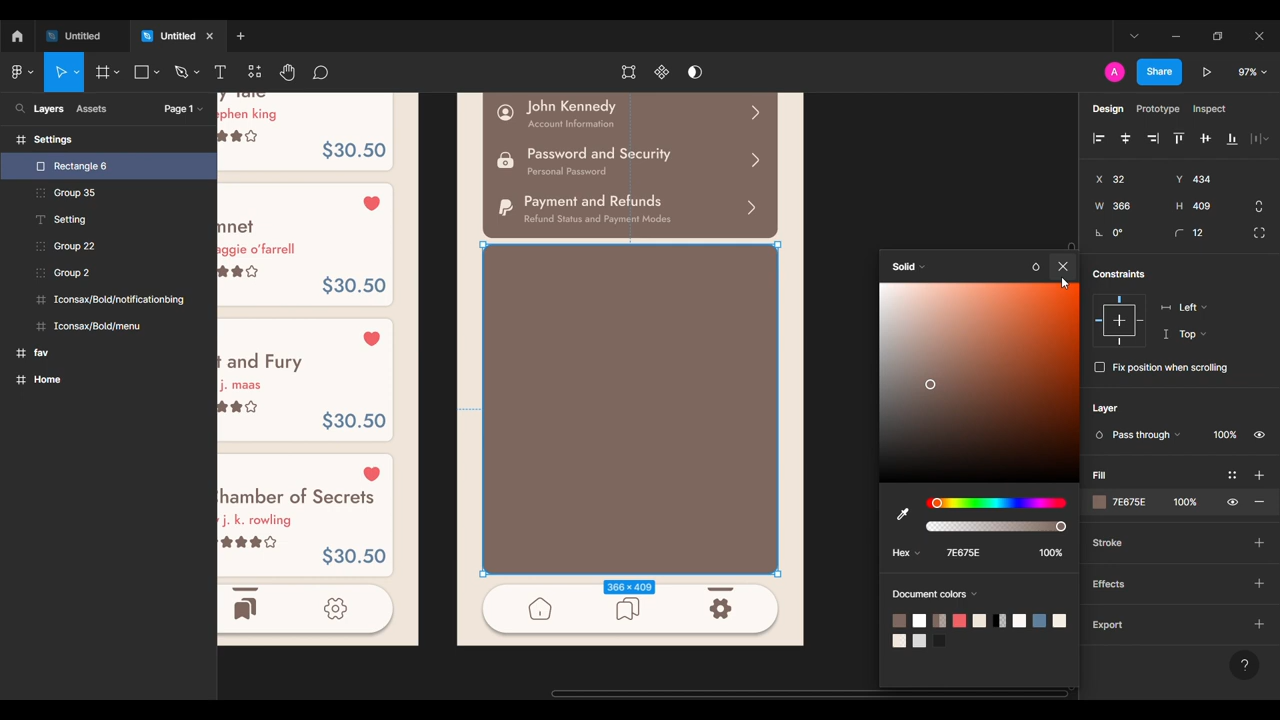 Untitled
Untitled
Share
97%
A
Layers
Assets
Page 1
Settings
Rectangle 6
Group 35
Setting
Group 22
Group 2
Iconsax/Bold/notificationbing
Iconsax/Bold/menu
fav
Home
ephen king
$30.50
mnet
aggie o'farrell
$30.50
t and Fury
j. maas
$30.50
hamber of Secrets
j. k. rowling
$30.50
John Kennedy
Account Information
Password and Security
Personal Password
Payment and Refunds
Refund Status and Payment Modes
366 × 409
Solid
Hex
7E675E
100%
Document colors
Design
Prototype
Inspect
X 32
Y 434
W 366
H 409
0°
12
Constraints
Left
Top
Fix position when scrolling
Layer
Pass through
100%
Fill
7E675E
100%
Stroke
Effects
Export
?